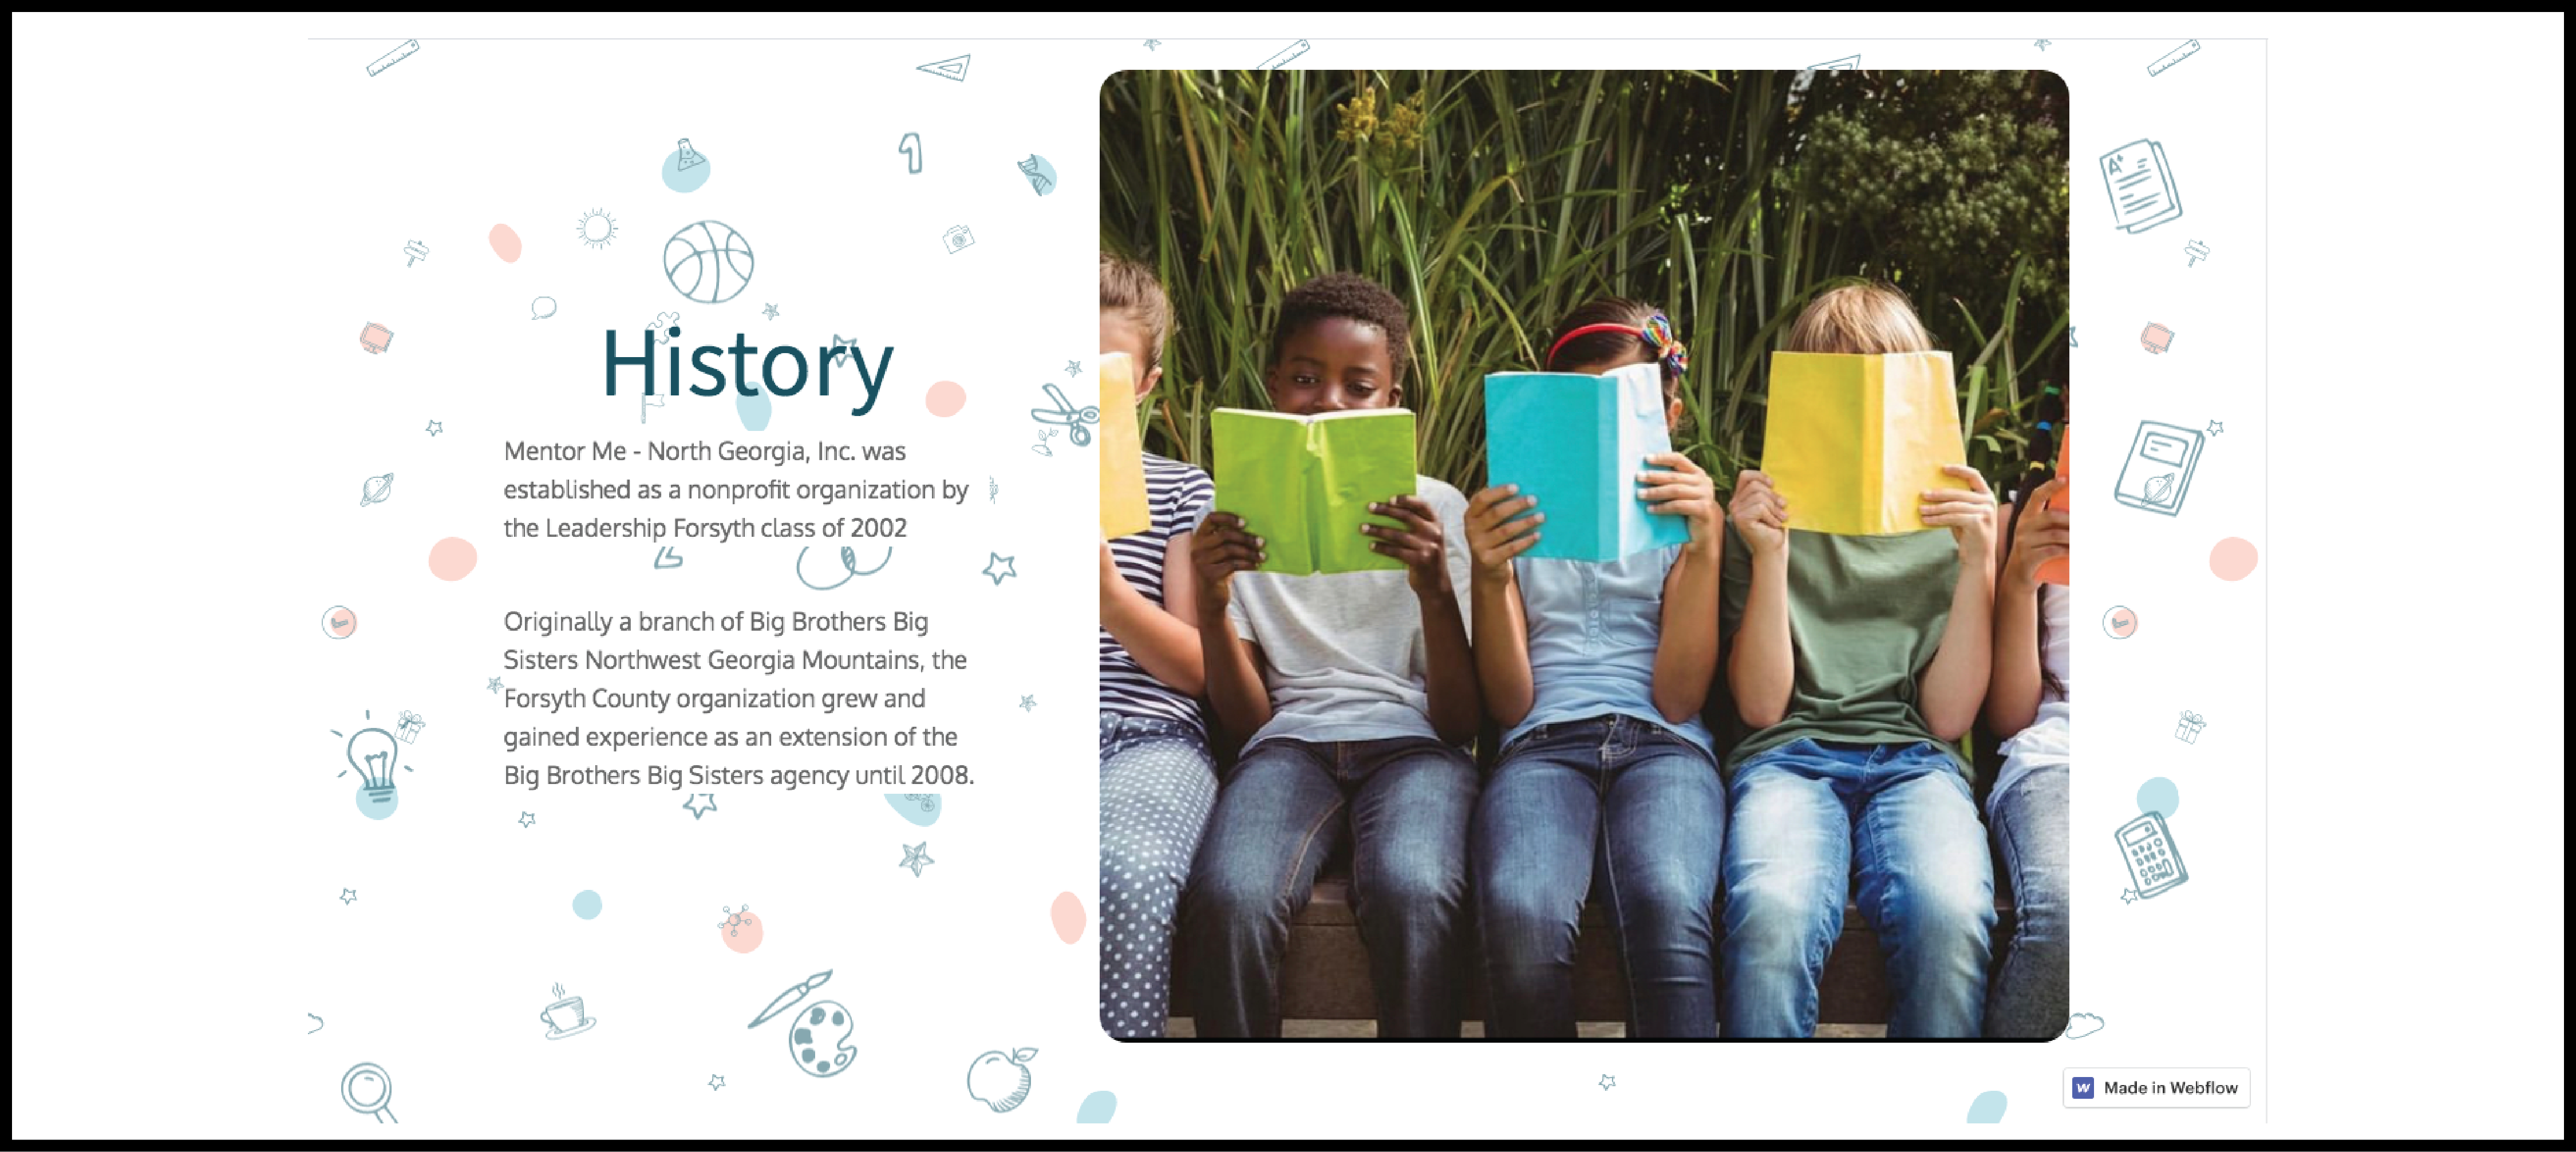 History
Mentor Me - North Georgia, Inc. was
established as a nonprofit organization by
the Leadership Forsyth class of 2002
Originally a branch of Big Brothers Big
Sisters Northwest Georgia Mountains, the
Forsyth County organization grew and
gained experience as an extension of the
Big Brothers Big Sisters agency until 2008.
1
A+
W Made in Webflow